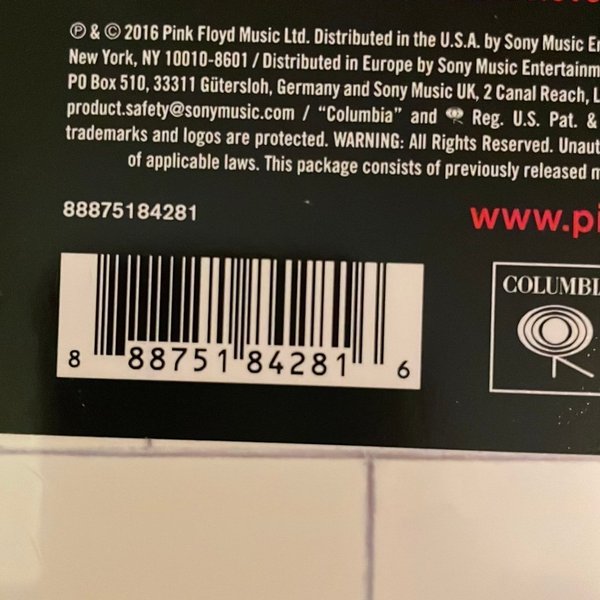 ℗ & © 2016 Pink Floyd Music Ltd. Distributed in the U.S.A. by Sony Music
New York, NY 10010-8601 / Distributed in Europe by Sony Music
PO Box 510, 33311 Gütersloh, Germany and Sony Music UK, 2 Canal Reach,
product.safety@sonymusic.com / “Columbia” and Reg. U.S. Pat. &
trademarks and logos are protected. WARNING: All Rights Reserved.
of applicable laws. This package consists of previously released
88875184281
www.pi
COLUMBI
8 88751 84281 6